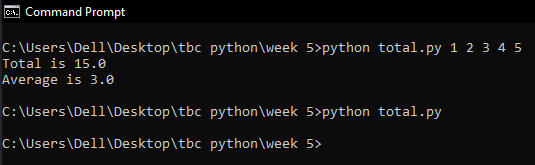 Command Prompt
C:\Users\Dell\Desktop\tbc python\week 5>python total.py 1 2 3 4 5
Total is 15.0
Average is 3.0
C:\Users\Dell\Desktop\tbc python\week 5>python total.py
C:\Users\Dell\Desktop\tbc python\week 5>